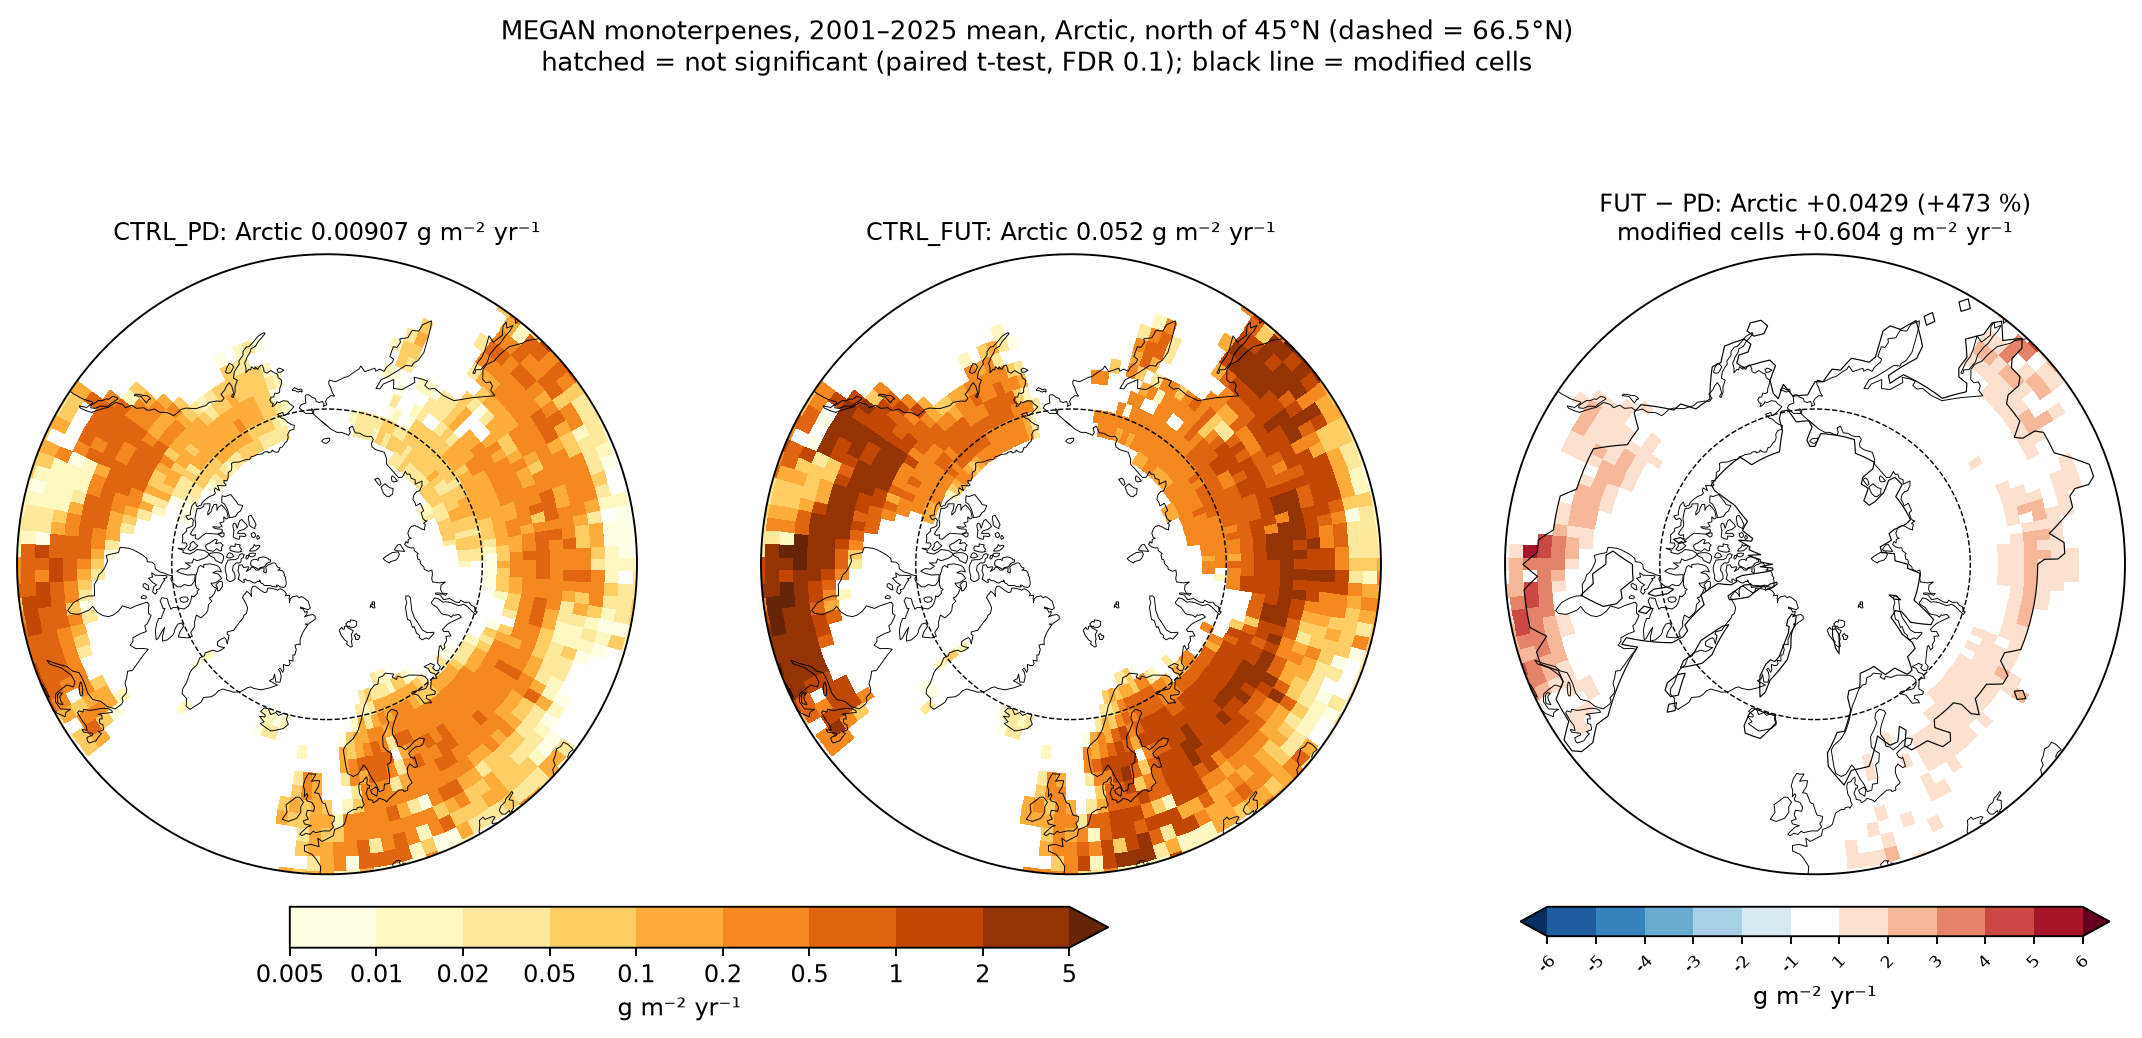 MEGAN monoterpenes, 2001–2025 mean, Arctic, north of 45°N (dashed = 66.5°N)
hatched = not significant (paired t-test, FDR 0.1); black line = modified cells
CTRL_PD: Arctic 0.00907 g m⁻² yr⁻¹
CTRL_FUT: Arctic 0.052 g m⁻² yr⁻¹
FUT − PD: Arctic +0.0429 (+473 %)
modified cells +0.604 g m⁻² yr⁻¹
0.005 0.01 0.02 0.05 0.1 0.2 0.5 1 2 5
g m⁻² yr⁻¹
-6 -5 -4 -3 -2 -1 1 2 3 4 5 6
g m⁻² yr⁻¹